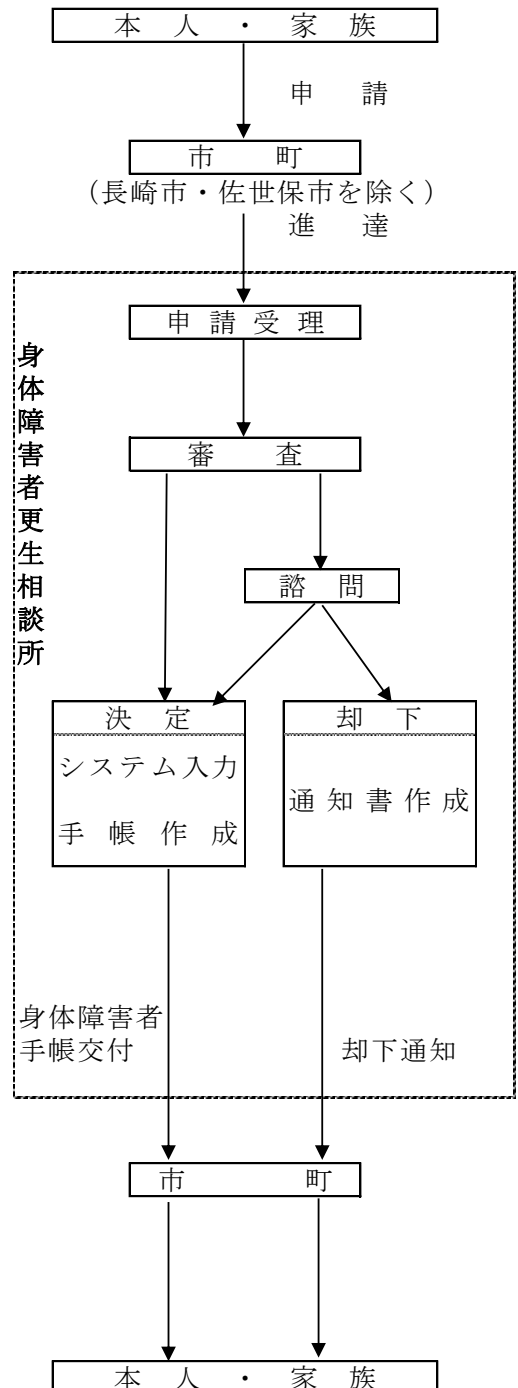 本人・家族
申請
市町
（長崎市・佐世保市を除く）
進達
申請受理
身体障害者更生相談所
審査
諮問
決定
システム入力
手帳作成
却下
通知書作成
身体障害者
手帳交付
却下通知
市町
本人・家族